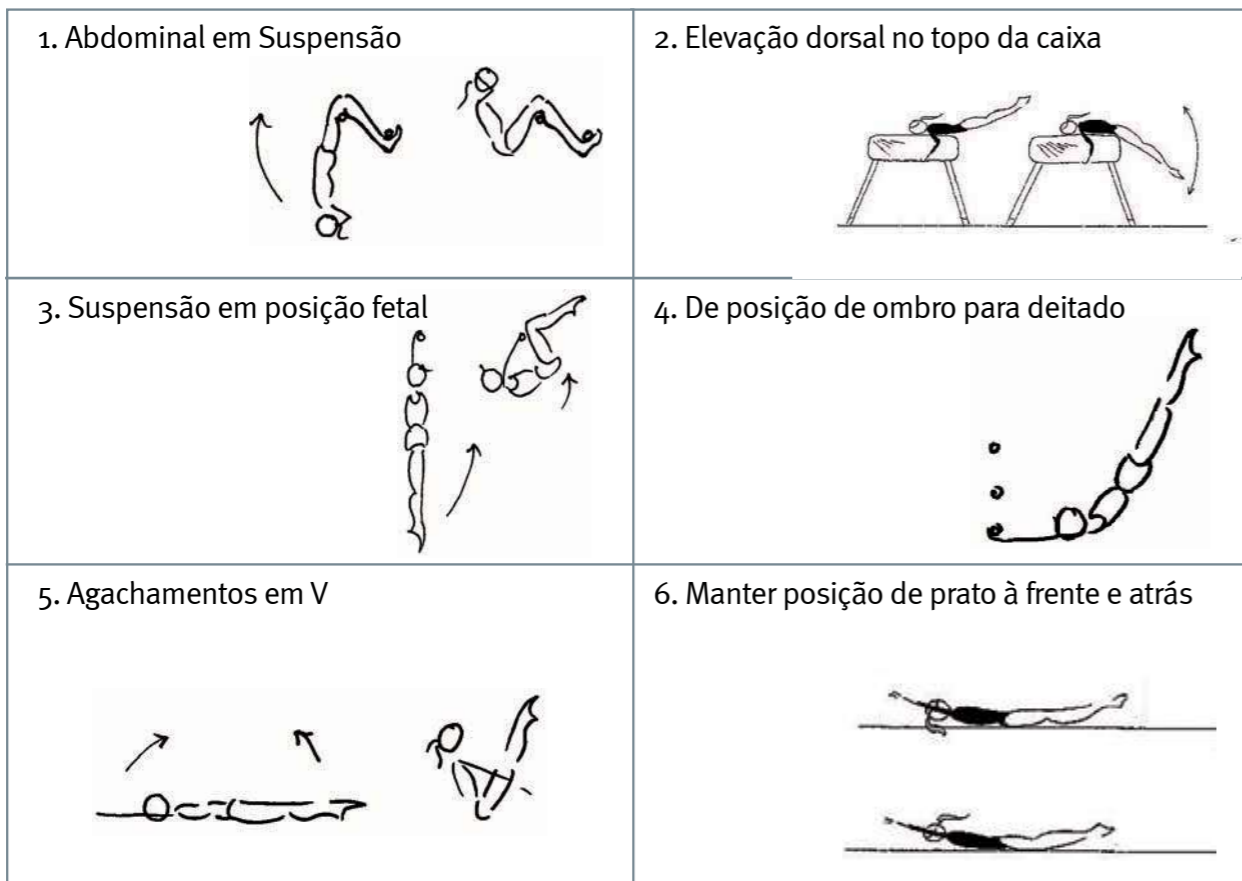 1. Abdominal em Suspensão
2. Elevação dorsal no topo da caixa
3. Suspensão em posição fetal
4. De posição de ombro para deitado
5. Agachamentos em V
6. Manter posição de prato à frente e atrás